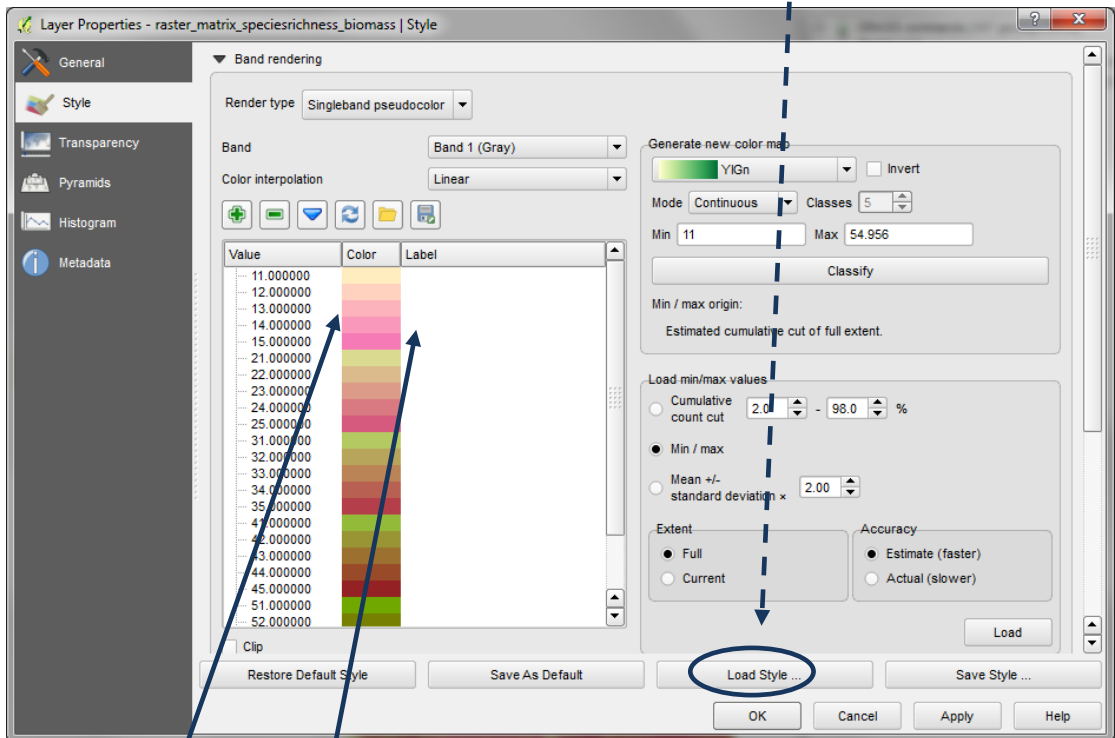 Layer Properties - raster_matrix_speciesrichness_biomass | Style
General
Style
Transparency
Pyramids
Histogram
Metadata
Band rendering
Render type Singleband pseudocolor
Band Band 1 (Gray)
Color interpolation Linear
Value Color Label
11.000000
12.000000
13.000000
14.000000
15.000000
21.000000
22.000000
23.000000
24.000000
25.000000
31.000000
32.000000
33.000000
34.000000
35.000000
41.000000
42.000000
43.000000
44.000000
45.000000
51.000000
52.000000
Clip
Generate new color map
YlGn Invert
Mode Continuous Classes 5
Min 11 Max 54.956
Classify
Min / max origin:
Estimated cumulative cut of full extent.
Load min/max values
Cumulative
count cut 2.0 - 98.0 %
Min / max
Mean +/-
standard deviation × 2.00
Extent
Full
Current
Accuracy
Estimate (faster)
Actual (slower)
Load
Restore Default Style Save As Default Load Style ... Save Style ...
OK Cancel Apply Help